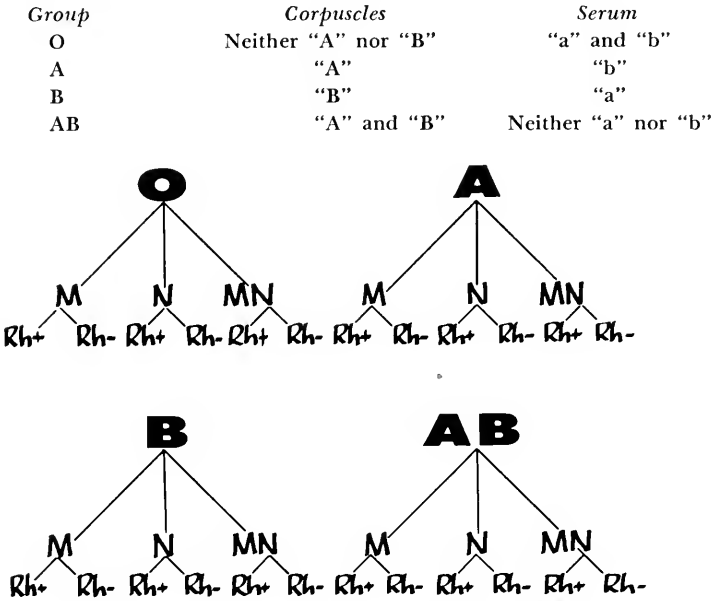 Group Corpuscles Serum
O Neither “A” nor “B” “a” and “b”
A “A” “b”
B “B” “a”
AB “A” and “B” Neither “a” nor “b”
O A
M N MN M N MN
Rh+ Rh- Rh+ Rh- Rh+ Rh- Rh+ Rh- Rh+ Rh- Rh+ Rh-
B AB
M N MN M N MN
Rh+ Rh- Rh+ Rh- Rh+ Rh- Rh+ Rh- Rh+ Rh- Rh+ Rh-